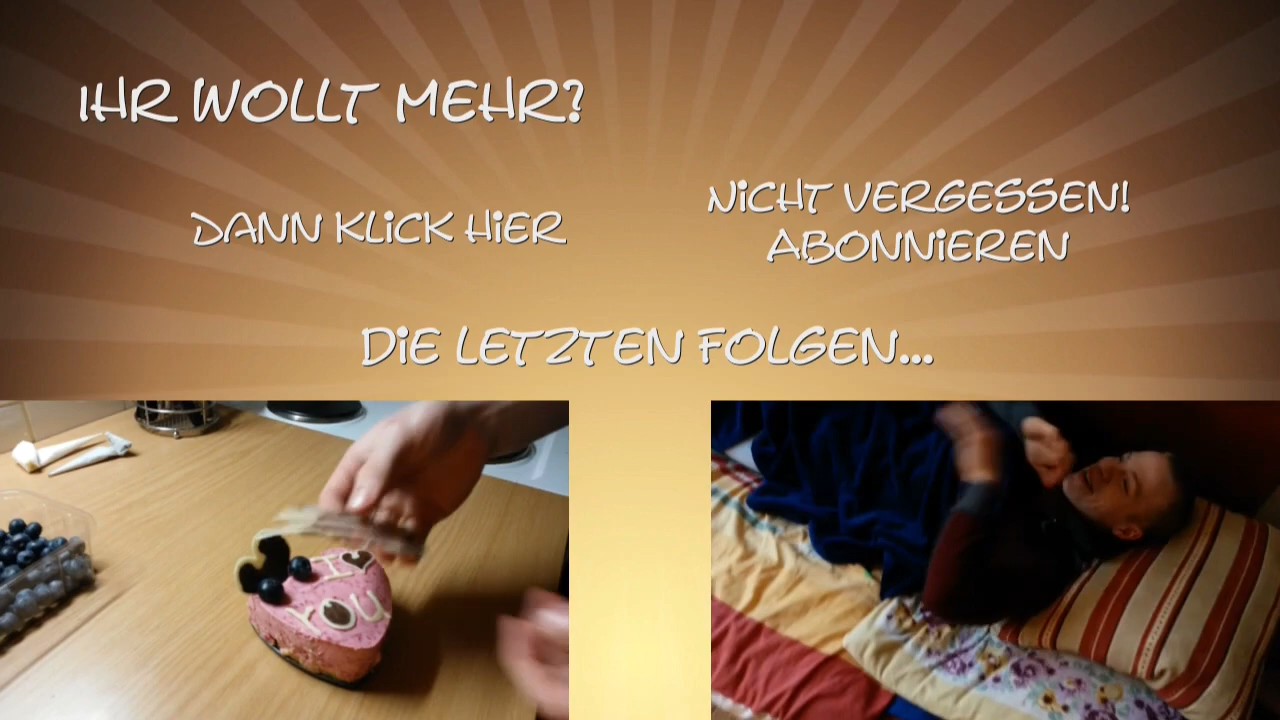 IHR WOLLT MEHR?
DANN KLICK HIER
NICHT VERGESSEN!
ABONNIEREN
DIE LETZTEN FOLGEN...
I ♥
YOU